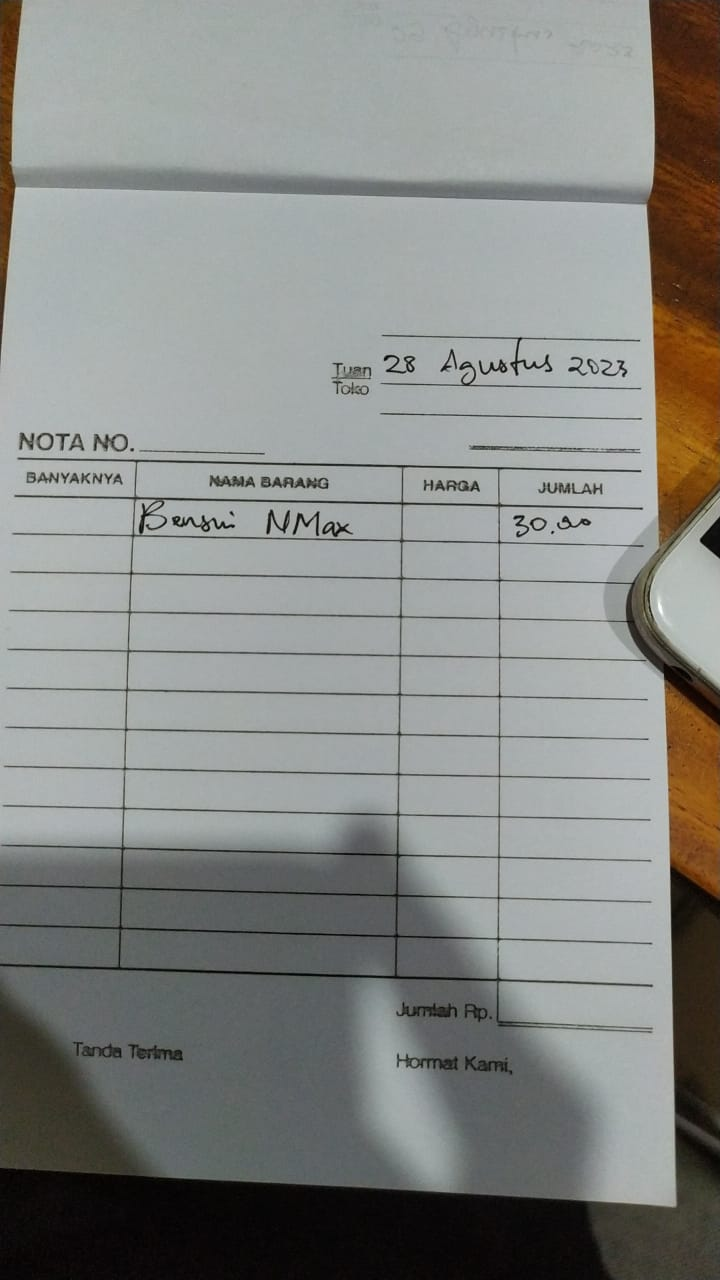 28 Agustus 2023
Tuan
Toko
NOTA NO.
BANYAKNYA NAMA BARANG HARGA JUMLAH
Bensin NMax 30.000
Jumlah Rp.
Tanda Terima Hormat Kami,